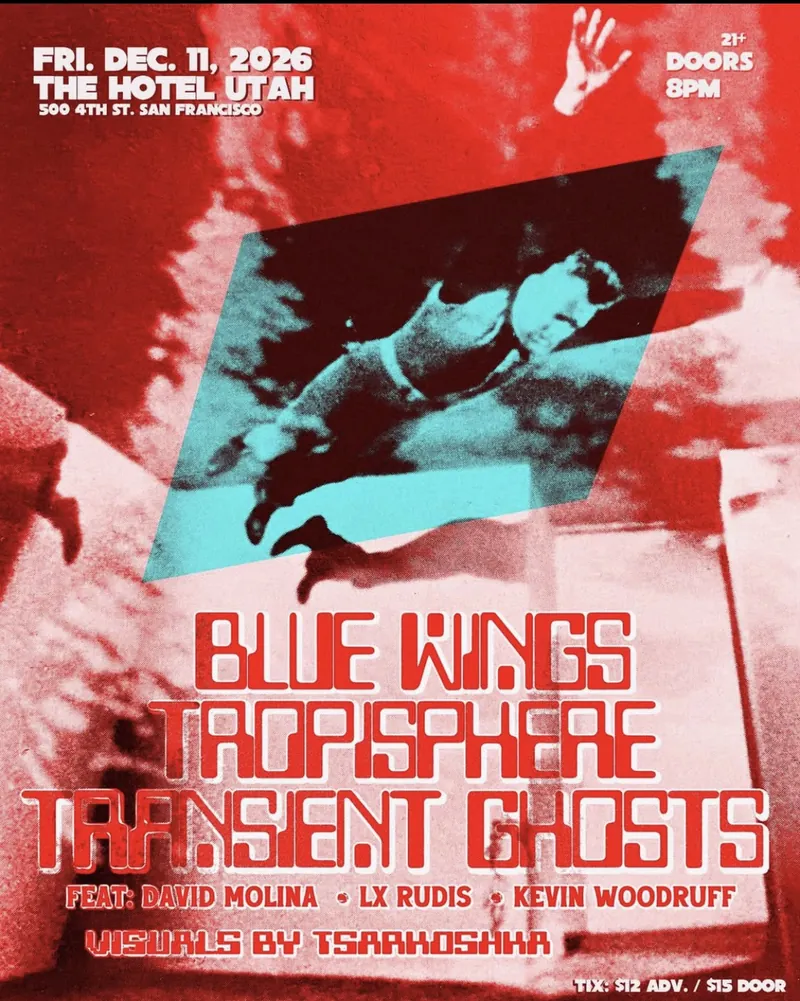 FRI. DEC. 11, 2026
THE HOTEL UTAH
500 4TH ST. SAN FRANCISCO
21+
DOORS
8PM
BLUE WINGS
TROPISPHERE
TRANSIENT GHOSTS
FEAT: DAVID MOLINA • LX RUDIS • KEVIN WOODRUFF
VISUALS BY TSARKOSHKA
TIX: $12 ADV. / $15 DOOR